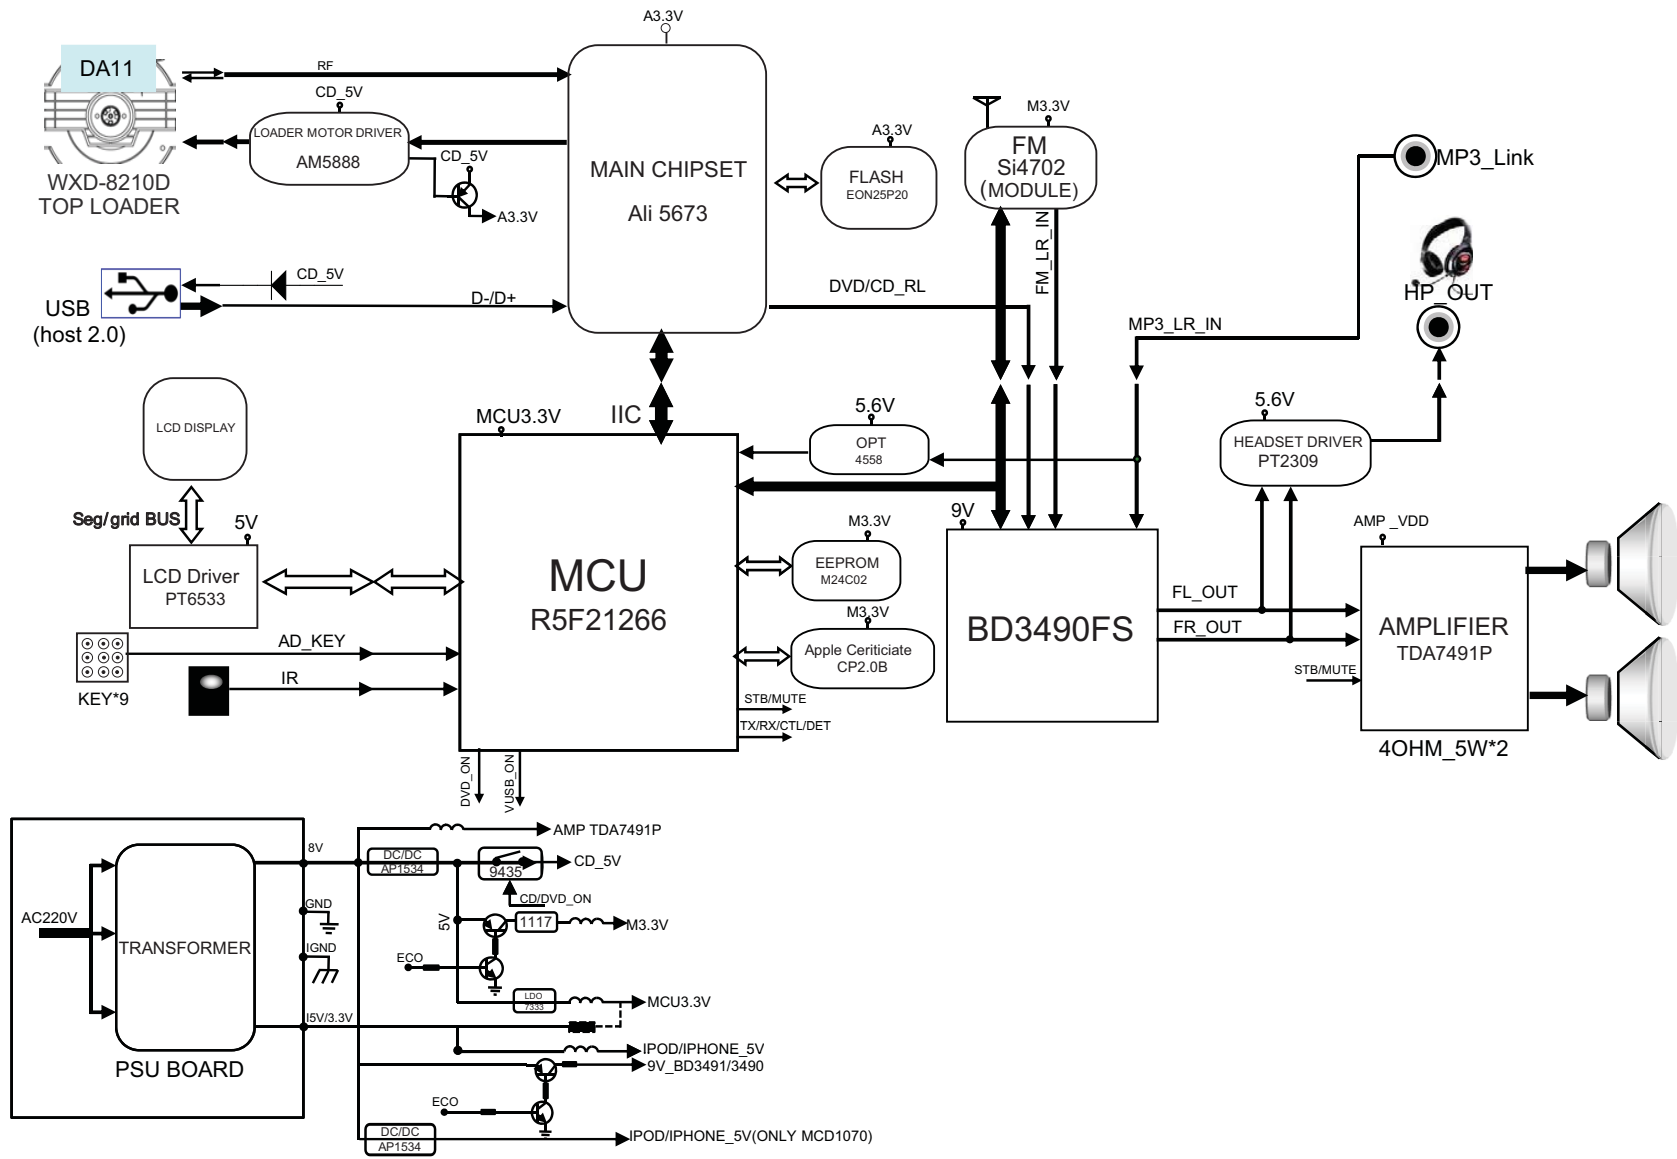 A3.3V
DA11
RF
CD_5V
LOADER MOTOR DRIVER
AM5888
CD_5V
A3.3V
WXD-8210D
TOP LOADER
MAIN CHIPSET
Ali 5673
A3.3V
FLASH
EON25P20
M3.3V
FM
Si4702
(MODULE)
FM_LR_IN
MP3_Link
HP_OUT
CD_5V
D-/D+
USB
(host 2.0)
DVD/CD_RL
MP3_LR_IN
LCD DISPLAY
MCU3.3V
IIC
5.6V
OPT
4558
5.6V
HEADSET DRIVER
PT2309
Seg/grid BUS
5V
LCD Driver
PT6533
MCU
R5F21266
M3.3V
EEPROM
M24C02
M3.3V
Apple Ceriticiate
CP2.0B
9V
BD3490FS
FL_OUT
FR_OUT
AMP _VDD
AMPLIFIER
TDA7491P
STB/MUTE
4OHM_5W*2
AD_KEY
KEY*9
IR
STB/MUTE
TX/RX/CTL/DET
DVD_ON
VUSB_ON
AC220V
TRANSFORMER
PSU BOARD
8V
GND
IGND
I5V/3.3V
AMP TDA7491P
DC/DC
AP1534
9435
CD_5V
CD/DVD_ON
5V
1117
M3.3V
ECO
LDO
7333
MCU3.3V
IPOD/IPHONE_5V
9V_BD3491/3490
ECO
DC/DC
AP1534
IPOD/IPHONE_5V(ONLY MCD1070)